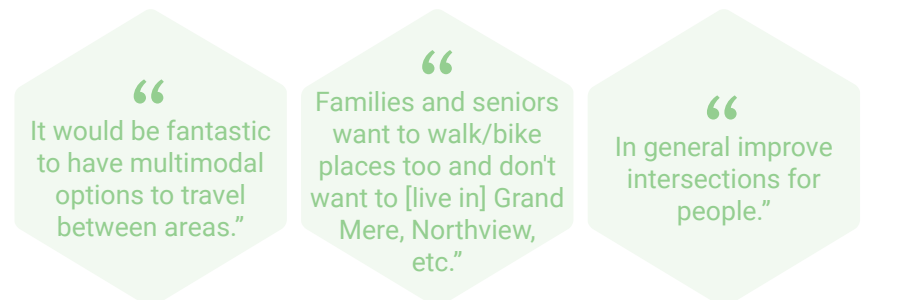 “
It would be fantastic
to have multimodal
options to travel
between areas.”
“
Families and seniors
want to walk/bike
places too and don't
want to [live in] Grand
Mere, Northview,
etc.”
“
In general improve
intersections for
people.”